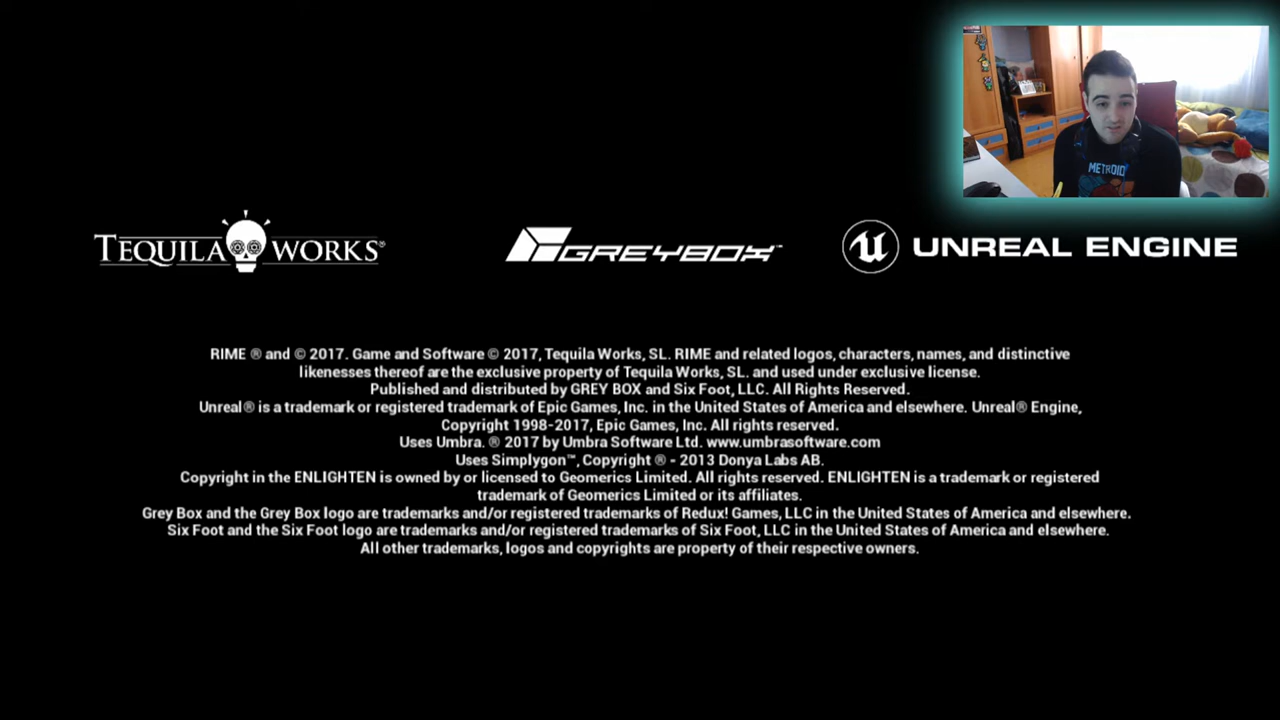 METROID
TEQUILA WORKS®
GREYBOX™
UNREAL ENGINE
RIME ® and © 2017. Game and Software © 2017, Tequila Works, SL. RIME and related logos, characters, names, and distinctive
likenesses thereof are the exclusive property of Tequila Works, SL. and used under exclusive license.
Published and distributed by GREY BOX and Six Foot, LLC. All Rights Reserved.
Unreal® is a trademark or registered trademark of Epic Games, Inc. in the United States of America and elsewhere. Unreal® Engine,
Copyright 1998-2017, Epic Games, Inc. All rights reserved.
Uses Umbra. ® 2017 by Umbra Software Ltd. www.umbrasoftware.com
Uses Simplygon™, Copyright ® - 2013 Donya Labs AB.
Copyright in the ENLIGHTEN is owned by or licensed to Geomerics Limited. All rights reserved. ENLIGHTEN is a trademark or registered
trademark of Geomerics Limited or its affiliates.
Grey Box and the Grey Box logo are trademarks and/or registered trademarks of Redux! Games, LLC in the United States of America and elsewhere.
Six Foot and the Six Foot logo are trademarks and/or registered trademarks of Six Foot, LLC in the United States of America and elsewhere.
All other trademarks, logos and copyrights are property of their respective owners.